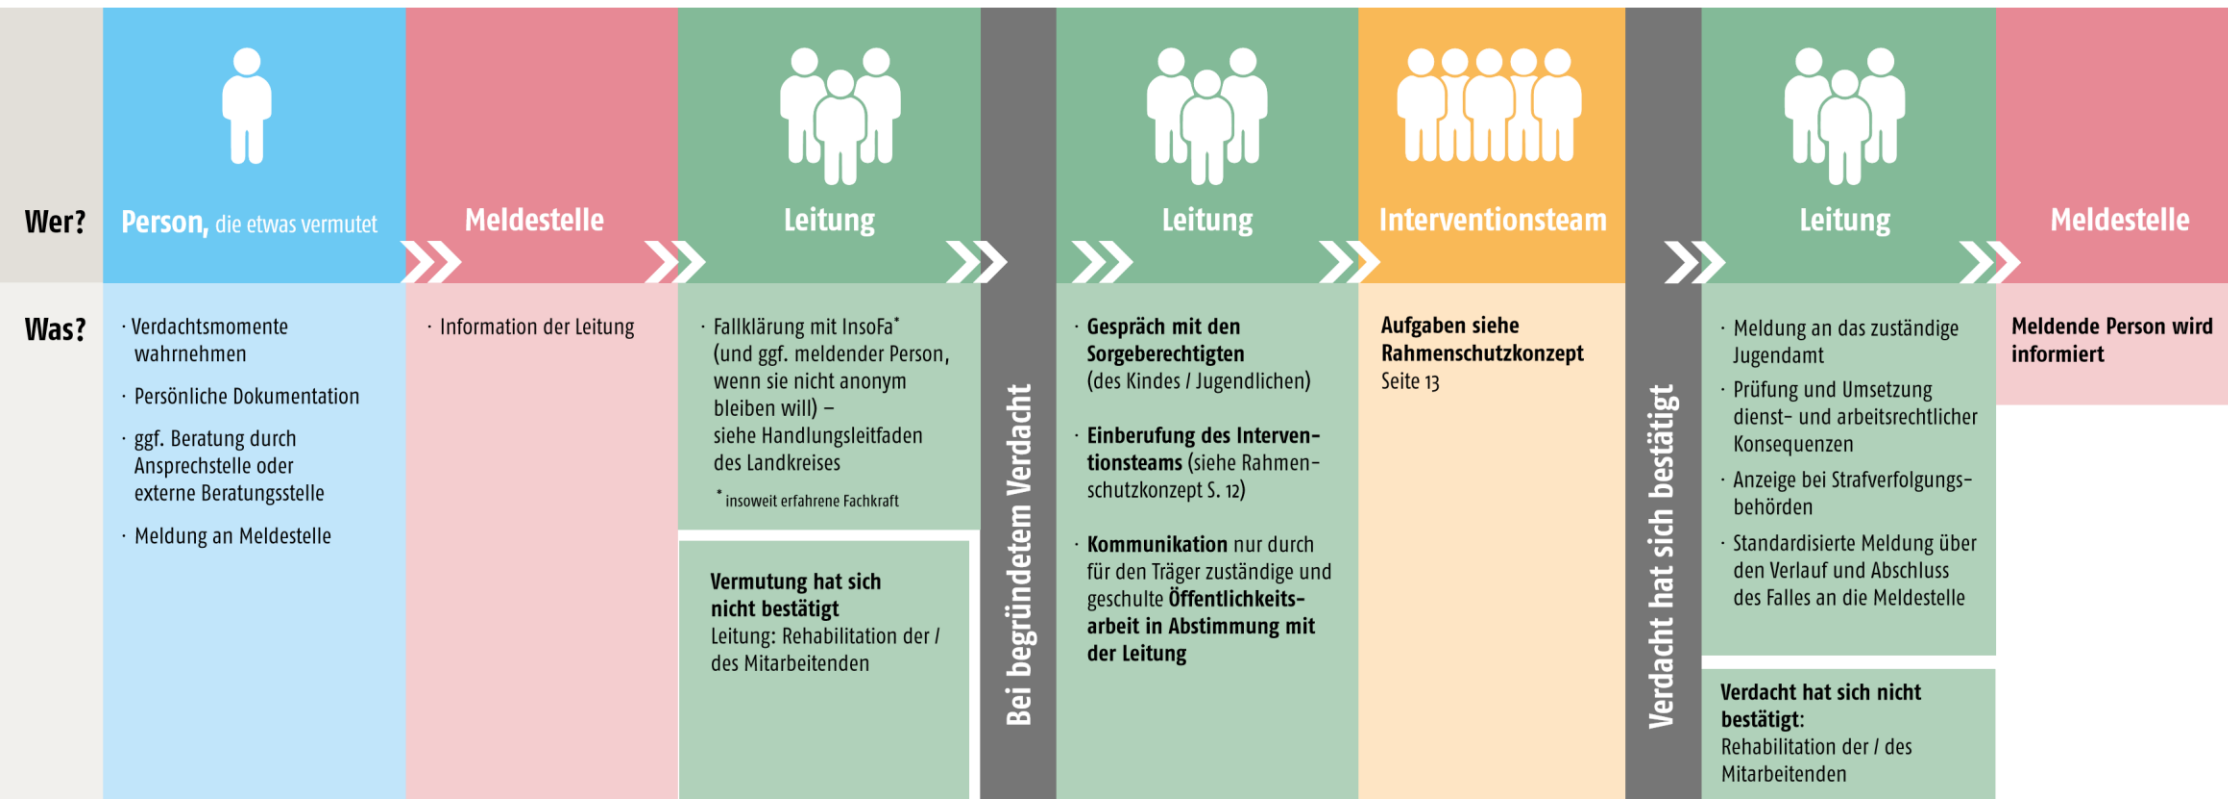 Wer?
Person, die etwas vermutet
Meldestelle
Leitung
Leitung
Interventionsteam
Leitung
Meldestelle
Was?
· Verdachtsmomente
wahrnehmen
· Persönliche Dokumentation
· ggf. Beratung durch
Ansprechstelle oder
externe Beratungsstelle
· Meldung an Meldestelle
· Information der Leitung
· Fallklärung mit InsoFa*
(und ggf. meldender Person,
wenn sie nicht anonym
bleiben will) –
siehe Handlungsleitfaden
des Landkreises
* insoweit erfahrene Fachkraft
Vermutung hat sich
nicht bestätigt
Leitung: Rehabilitation der /
des Mitarbeitenden
Bei begründetem Verdacht
· Gespräch mit den
Sorgeberechtigten
(des Kindes / Jugendlichen)
· Einberufung des Interven-
tionsteams (siehe Rahmen-
schutzkonzept S. 12)
· Kommunikation nur durch
für den Träger zuständige und
geschulte Öffentlichkeits-
arbeit in Abstimmung mit
der Leitung
Aufgaben siehe
Rahmenschutzkonzept
Seite 13
Verdacht hat sich bestätigt
· Meldung an das zuständige
Jugendamt
· Prüfung und Umsetzung
dienst- und arbeitsrechtlicher
Konsequenzen
· Anzeige bei Strafverfolgungs-
behörden
· Standardisierte Meldung über
den Verlauf und Abschluss
des Falles an die Meldestelle
Verdacht hat sich nicht
bestätigt:
Rehabilitation der / des
Mitarbeitenden
Meldende Person wird
informiert